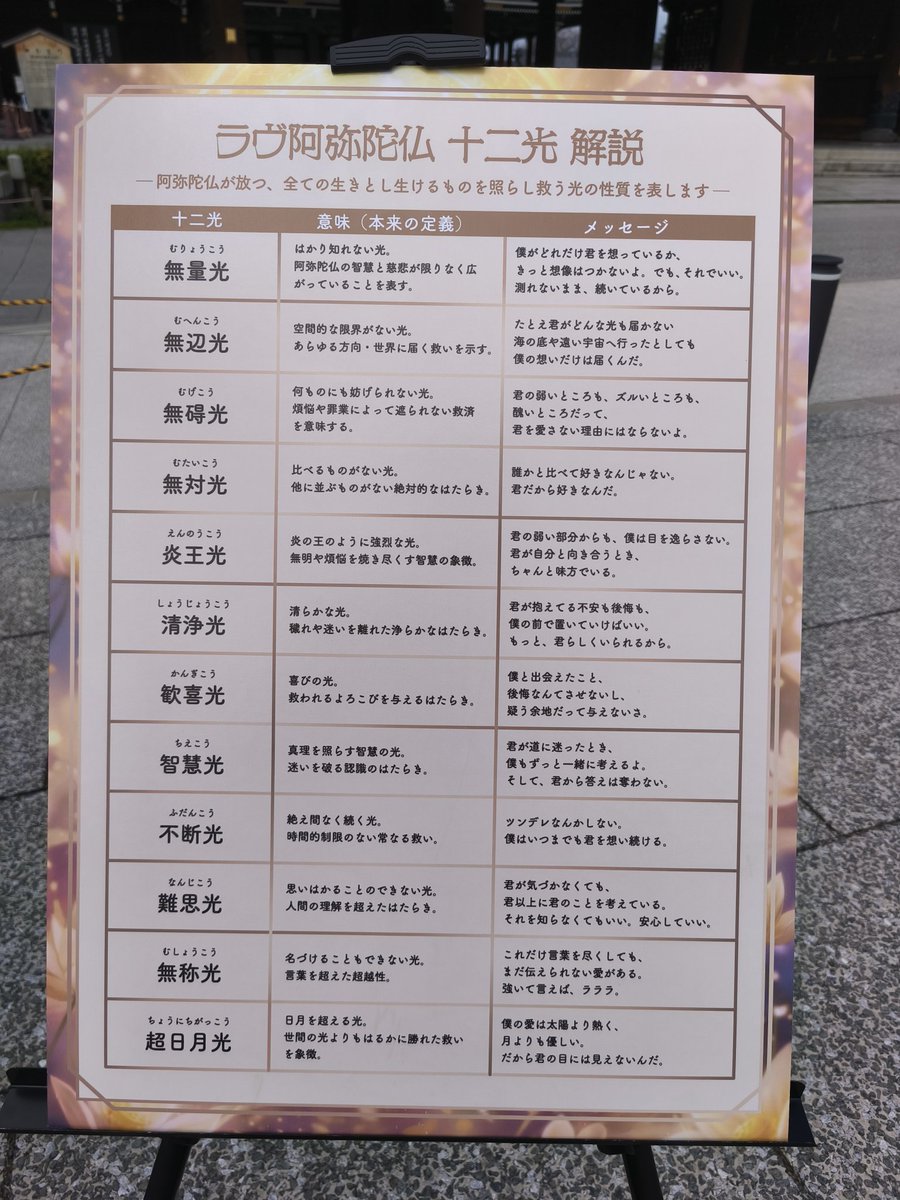 ラヴ阿弥陀仏 十二光 解説
―阿弥陀仏が放つ、全ての生きとし生けるものを照らし救う光の性質を表します―
十二光 意味（本来の定義） メッセージ
むりょうこう
無量光
はかり知れない光。
阿弥陀仏の智慧と慈悲が限りなく広
がっていることを表す。
僕がどれだけ君を想っているか、
きっと想像はつかないよ。でも、それでいい。
測れないまま、続いているから。
むへんこう
無辺光
空間的な限界がない光。
あらゆる方向・世界に届く救いを示す。
たとえ君がどんな光も届かない
海の底や遠い宇宙へ行ったとしても
僕の想いだけは届くんだ。
むげこう
無碍光
何ものにも妨げられない光。
煩悩や罪業によって遮られない救済
を意味する。
君の弱いところも、ズルいところも、
醜いところだって、
君を愛さない理由にはならないよ。
むたいこう
無対光
比べるものがない光。
他に並ぶものがない絶対的なはたらき。
誰かと比べて好きなんじゃない。
君だから好きなんだ。
えんのうこう
炎王光
炎の王のように強烈な光。
無明や煩悩を焼き尽くす智慧の象徴。
君の弱い部分からも、僕は目を逸らさない。
君が自分と向き合うとき、
ちゃんと味方でいる。
しょうじょうこう
清浄光
清らかな光。
穢れや迷いを離れた浄らかなはたらき。
君が抱えてる不安も後悔も、
僕の前で置いていけばいい。
もっと、君らしくいられるから。
かんぎこう
歓喜光
喜びの光。
救われるよろこびを与えるはたらき。
僕と出会えたこと、
後悔なんてさせないし、
疑う余地だって与えないさ。
ちえこう
智慧光
真理を照らす智慧の光。
迷いを破る認識のはたらき。
君が道に迷ったとき、
僕もずっと一緒に考えるよ。
そして、君から答えは奪わない。
ふだんこう
不断光
絶え間なく続く光。
時間的制限のない常なる救い。
ツンデレなんかしない。
僕はいつまでも君を想い続ける。
なんじこう
難思光
思いはかることのできない光。
人間の理解を超えたはたらき。
君が気づかなくても、
君以上に君のことを考えている。
それを知らなくてもいい。安心していい。
むしょうこう
無称光
名づけることもできない光。
言葉を超えた超越性。
これだけ言葉を尽くしても、
まだ伝えられない愛がある。
強いて言えば、ラララ。
ちょうにちがっこう
超日月光
日月を超える光。
世間の光よりもはるかに勝れた救い
を象徴。
僕の愛は太陽より熱く、
月よりも優しい。
だから君の目には見えないんだ。